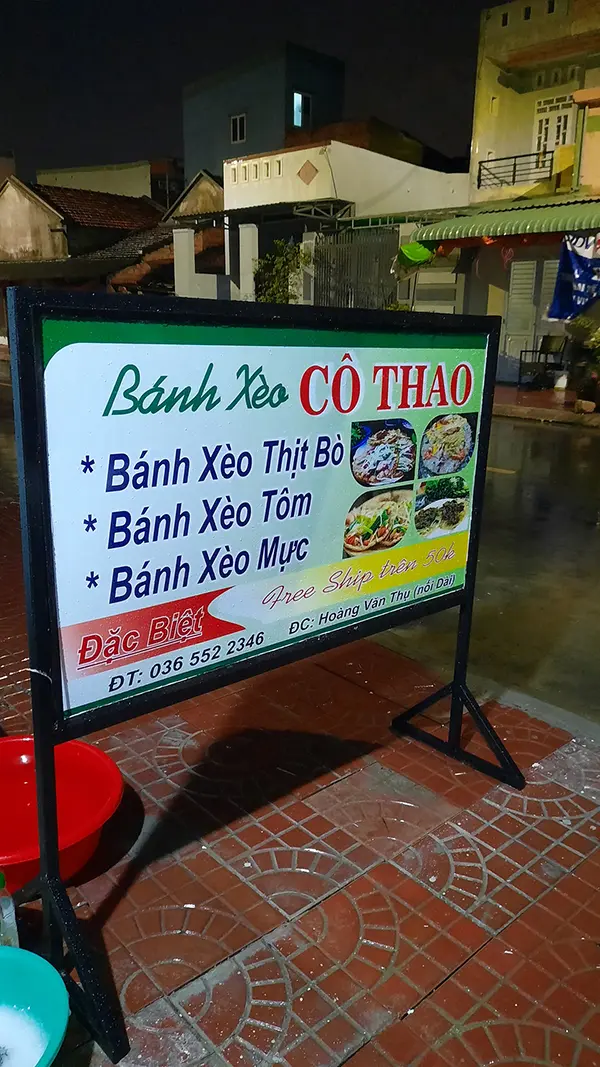 Bánh Xèo CÔ THAO
* Bánh Xèo Thịt Bò
* Bánh Xèo Tôm
* Bánh Xèo Mực
Đặc Biệt
Free Ship trên 50k
ĐT: 036 552 2346 ĐC: Hoàng Văn Thụ (nối Dài)